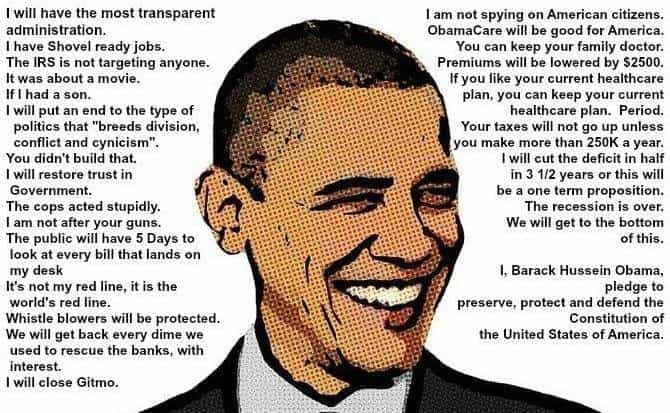 I will have the most transparent
administration.
I have Shovel ready jobs.
The IRS is not targeting anyone.
It was about a movie.
If I had a son.
I will put an end to the type of
politics that "breeds division,
conflict and cynicism".
You didn't build that.
I will restore trust in
Government.
The cops acted stupidly.
I am not after your guns.
The public will have 5 Days to
look at every bill that lands on
my desk
It's not my red line, it is the
world's red line.
Whistle blowers will be protected.
We will get back every dime we
used to rescue the banks, with
interest.
I will close Gitmo.
I am not spying on American citizens.
ObamaCare will be good for America.
You can keep your family doctor.
Premiums will be lowered by $2500.
If you like your current healthcare
plan, you can keep your current
healthcare plan. Period.
Your taxes will not go up unless
you make more than 250K a year.
I will cut the deficit in half
in 3 1/2 years or this will
be a one term proposition.
The recession is over.
We will get to the bottom
of this.
I, Barack Hussein Obama,
pledge to
preserve, protect and defend the
Constitution of
the United States of America.